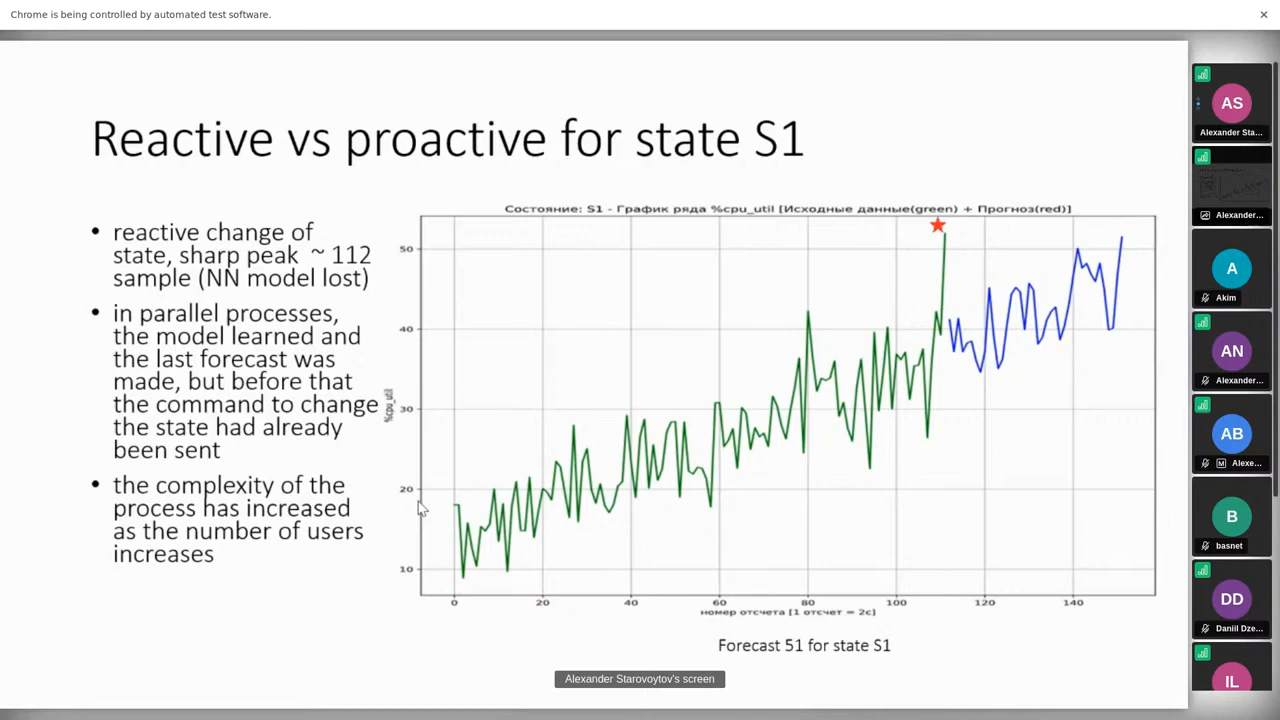 Chrome is being controlled by automated test software.
Reactive vs proactive for state S1
• reactive change of
state, sharp peak ~ 112
sample (NN model lost)
• in parallel processes,
the model learned and
the last forecast was
made, but before that
the command to change
the state had already
been sent
• the complexity of the
process has increased
as the number of users
increases
Состояние: S1 - График ряда %cpu_util [Исходные данные(green) + Прогноз(red)]
50
40
30
20
10
%cpu_util
0 20 40 60 80 100 120 140
номер отсчета [1 отсчет = 2с]
Forecast 51 for state S1
Alexander Starovoytov's screen
AS
Alexander Sta...
Alexander...
A
Akim
AN
Alexander...
AB
M Alexe...
B
basnet
DD
Daniil Dze...
IL